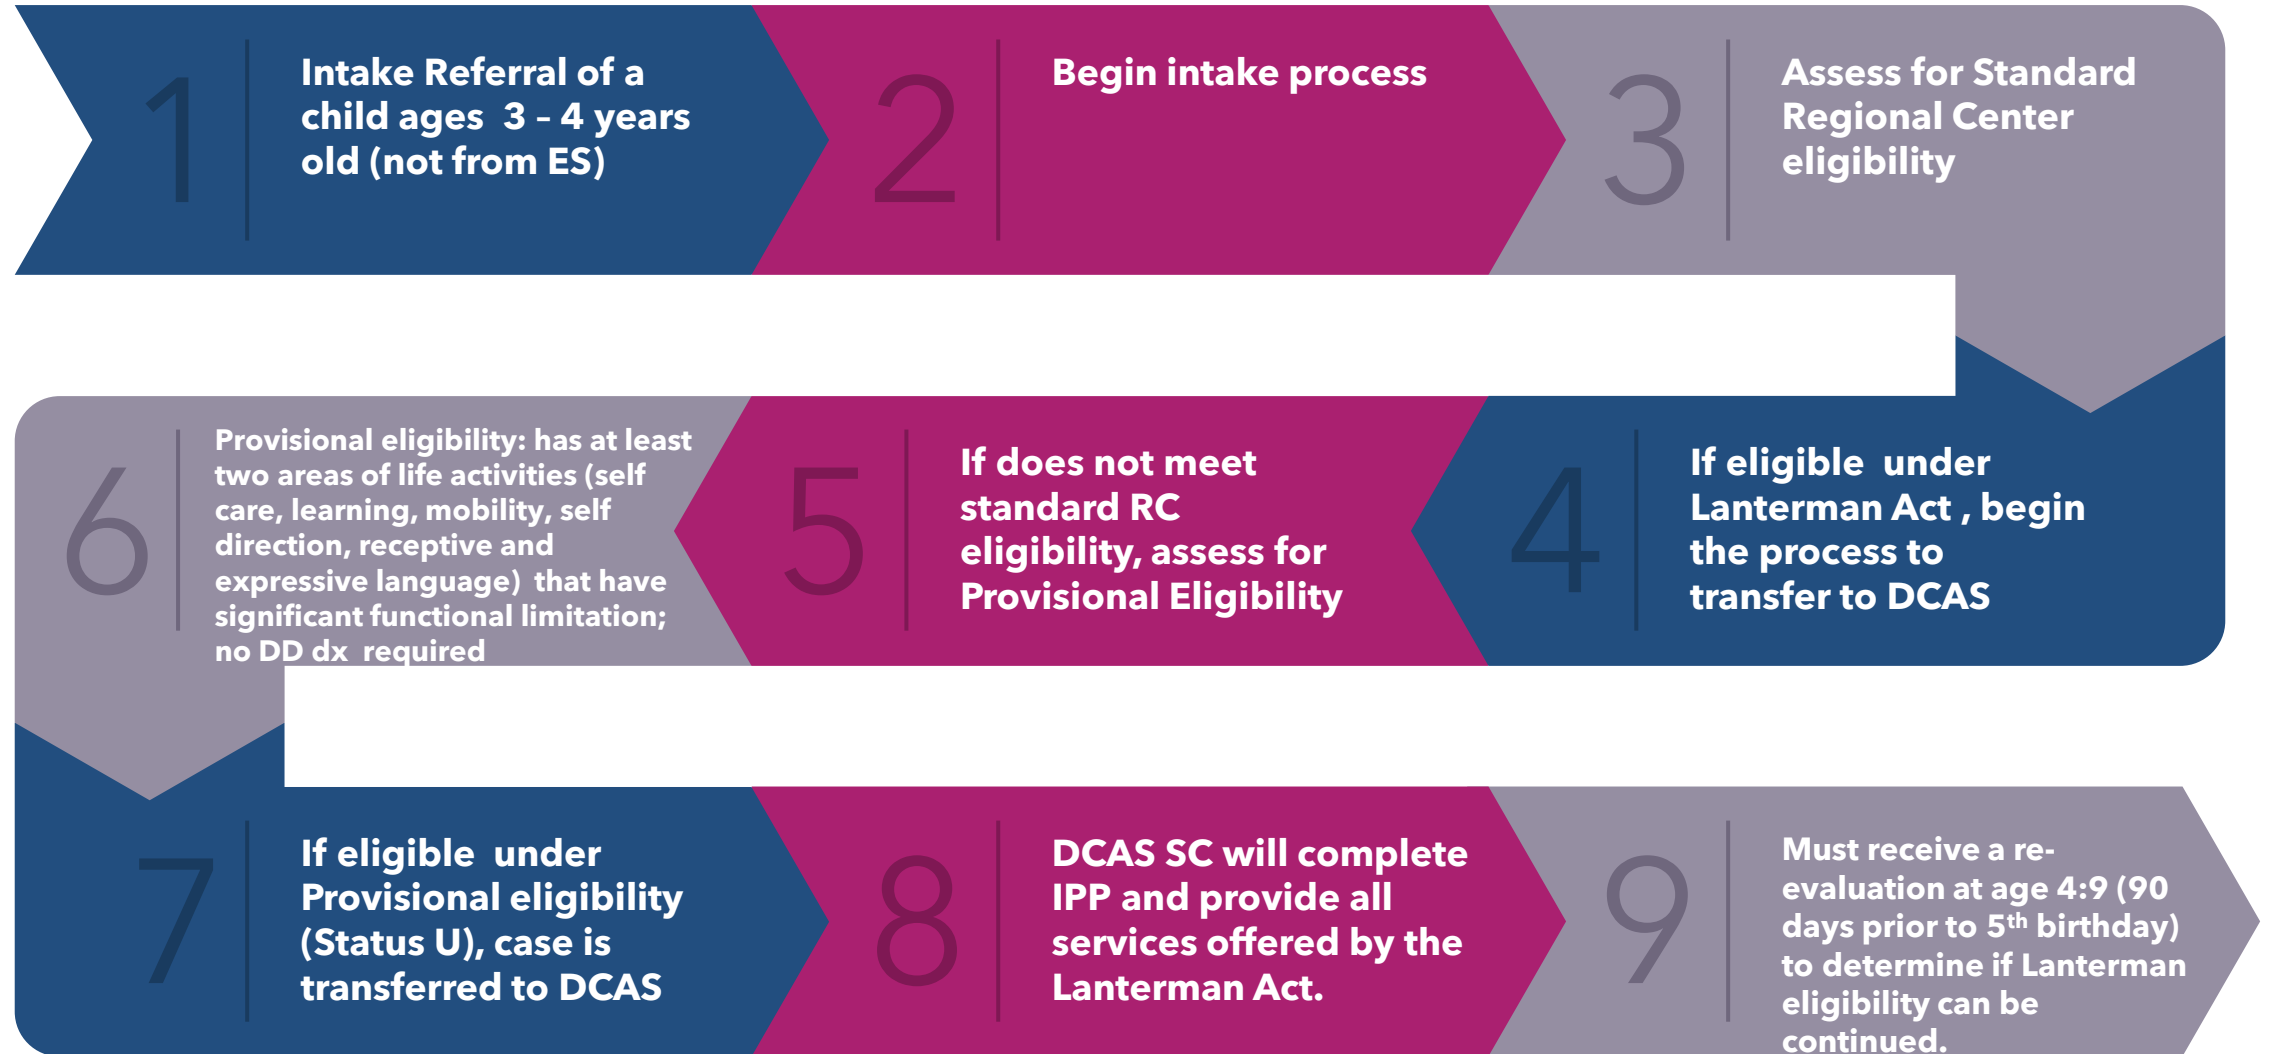 1
Intake Referral of a
child ages 3 – 4 years
old (not from ES)
2
Begin intake process
3
Assess for Standard
Regional Center
eligibility
4
If eligible under
Lanterman Act , begin
the process to
transfer to DCAS
5
If does not meet
standard RC
eligibility, assess for
Provisional Eligibility
6
Provisional eligibility: has at least
two areas of life activities (self
care, learning, mobility, self
direction, receptive and
expressive language) that have
significant functional limitation;
no DD dx required
7
If eligible under
Provisional eligibility
(Status U), case is
transferred to DCAS
8
DCAS SC will complete
IPP and provide all
services offered by the
Lanterman Act.
9
Must receive a re-
evaluation at age 4:9 (90
days prior to 5th birthday)
to determine if Lanterman
eligibility can be
continued.